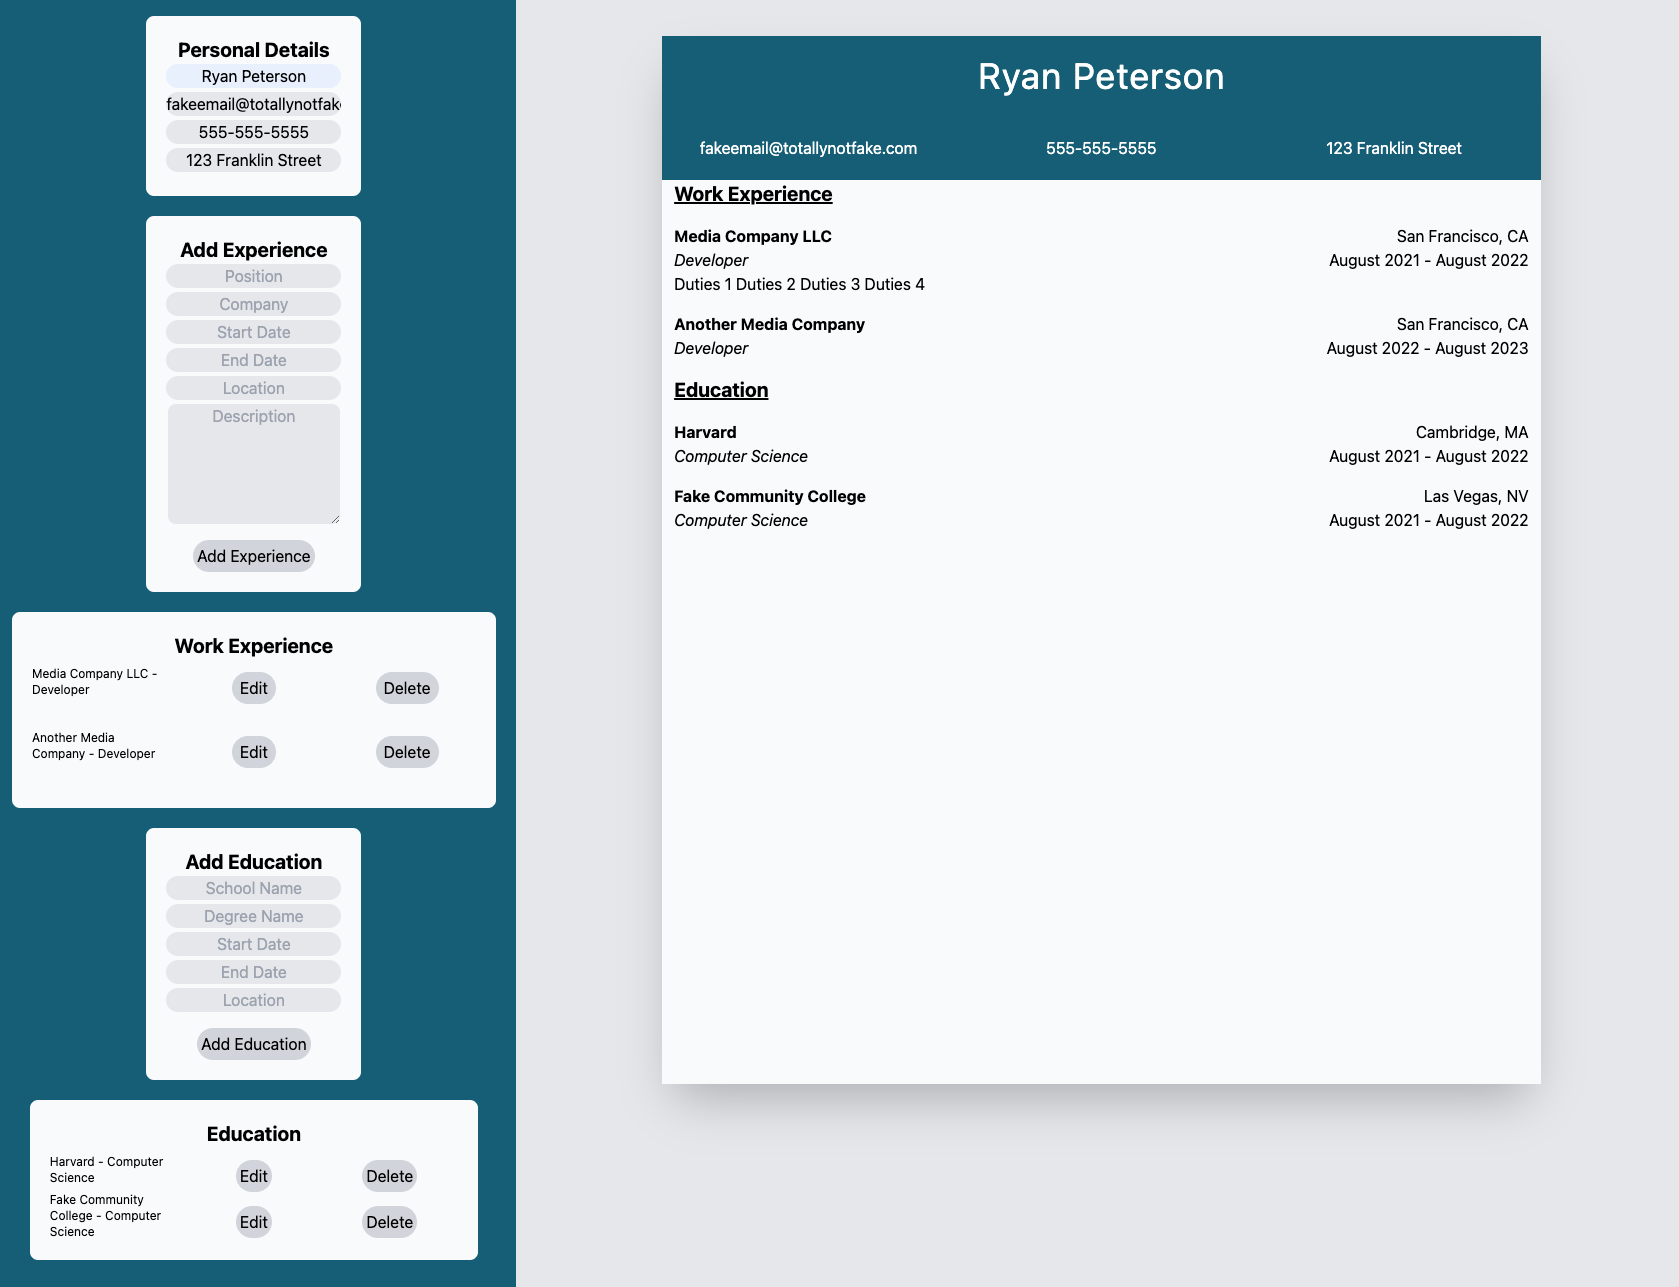 Personal Details
Ryan Peterson
fakeemail@totallynotfak
555-555-5555
123 Franklin Street
Add Experience
Position
Company
Start Date
End Date
Location
Description
Add Experience
Work Experience
Media Company LLC -
Developer
Edit
Delete
Another Media
Company - Developer
Edit
Delete
Add Education
School Name
Degree Name
Start Date
End Date
Location
Add Education
Education
Harvard - Computer
Science
Edit
Delete
Fake Community
College - Computer
Science
Edit
Delete
Ryan Peterson
fakeemail@totallynotfake.com 555-555-5555 123 Franklin Street
Work Experience
Media Company LLC San Francisco, CA
Developer August 2021 - August 2022
Duties 1 Duties 2 Duties 3 Duties 4
Another Media Company San Francisco, CA
Developer August 2022 - August 2023
Education
Harvard Cambridge, MA
Computer Science August 2021 - August 2022
Fake Community College Las Vegas, NV
Computer Science August 2021 - August 2022